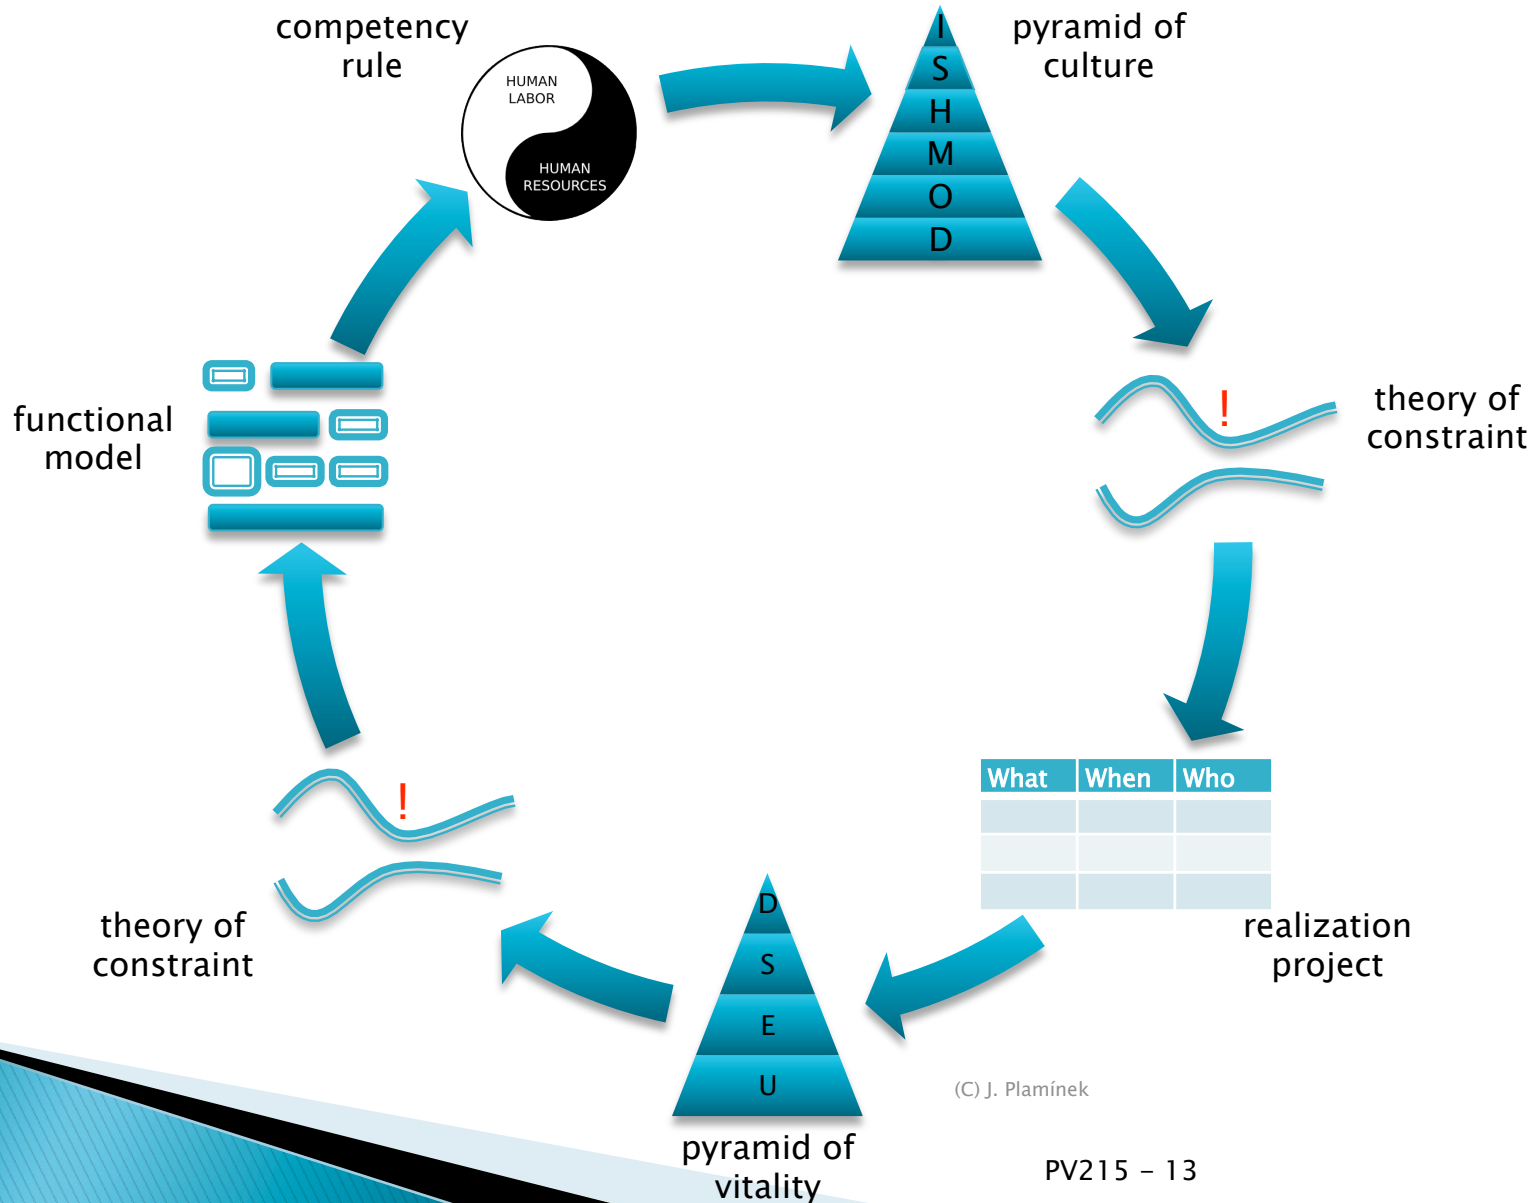 competency
rule
HUMAN
LABOR
HUMAN
RESOURCES
I
S
H
M
O
D
pyramid of
culture
!
theory of
constraint
What When Who
realization
project
D
S
E
U
pyramid of
vitality
!
theory of
constraint
functional
model
(C) J. Plamínek
PV215 – 13